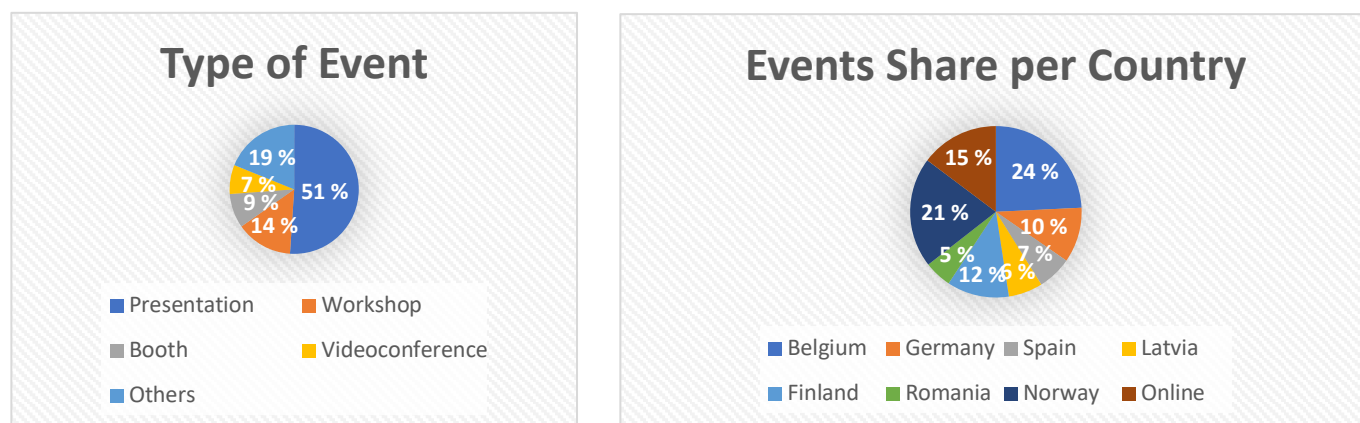 Type of Event
19 %
51 %
7 %
9 %
14 %
Presentation Workshop
Booth Videoconference
Others
Events Share per Country
15 %
24 %
21 %
10 %
7 %
5 %
12 %
6 %
Belgium Germany Spain Latvia
Finland Romania Norway Online